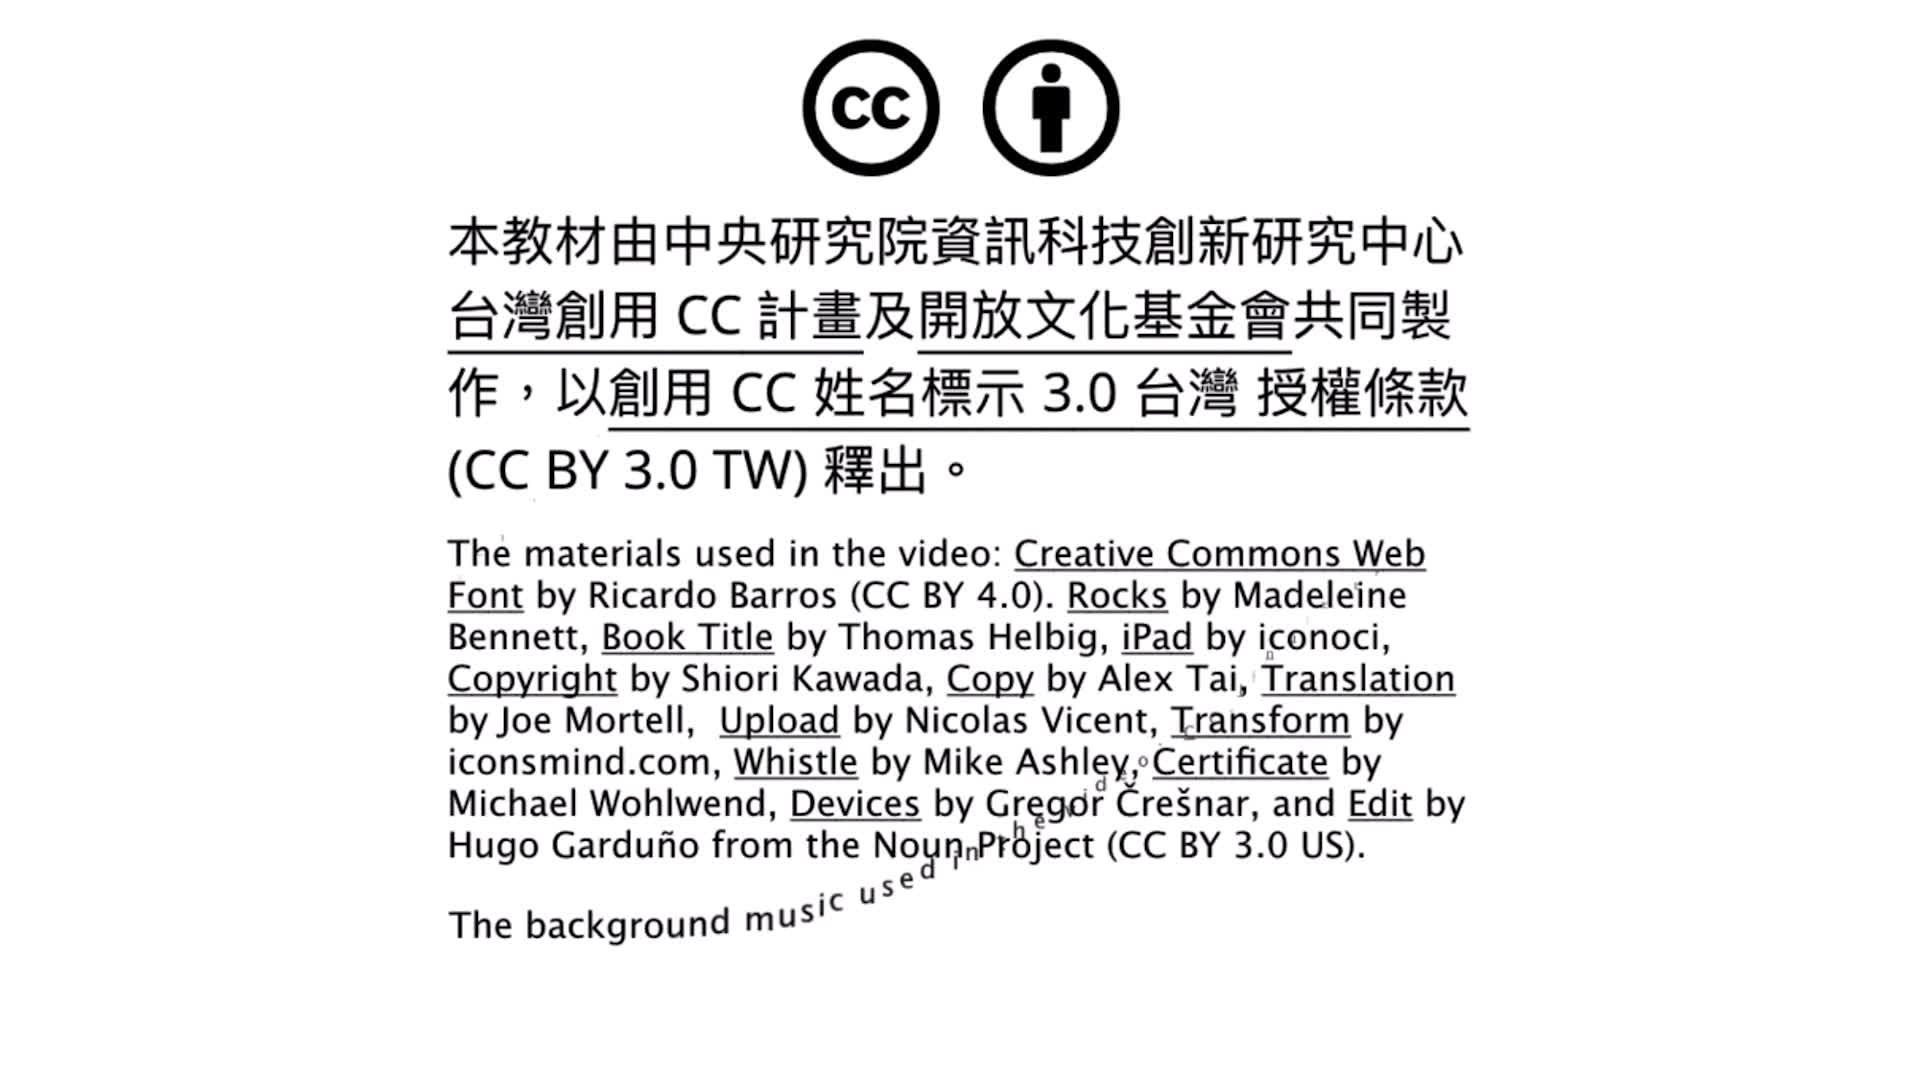 cc
本教材由中央研究院資訊科技創新研究中心
台灣創用 CC 計畫及開放文化基金會共同製
作，以創用 CC 姓名標示 3.0 台灣 授權條款
(CC BY 3.0 TW) 釋出。
The materials used in the video: Creative Commons Web
Font by Ricardo Barros (CC BY 4.0). Rocks by Madeleine
Bennett, Book Title by Thomas Helbig, iPad by iconoci,
Copyright by Shiori Kawada, Copy by Alex Tai, Translation
by Joe Mortell, Upload by Nicolas Vicent, Transform by
iconsmind.com, Whistle by Mike Ashley, Certificate by
Michael Wohlwend, Devices by Gregor Črešnar, and Edit by
Hugo Garduño from the Noun Project (CC BY 3.0 US).
The background music used in the video